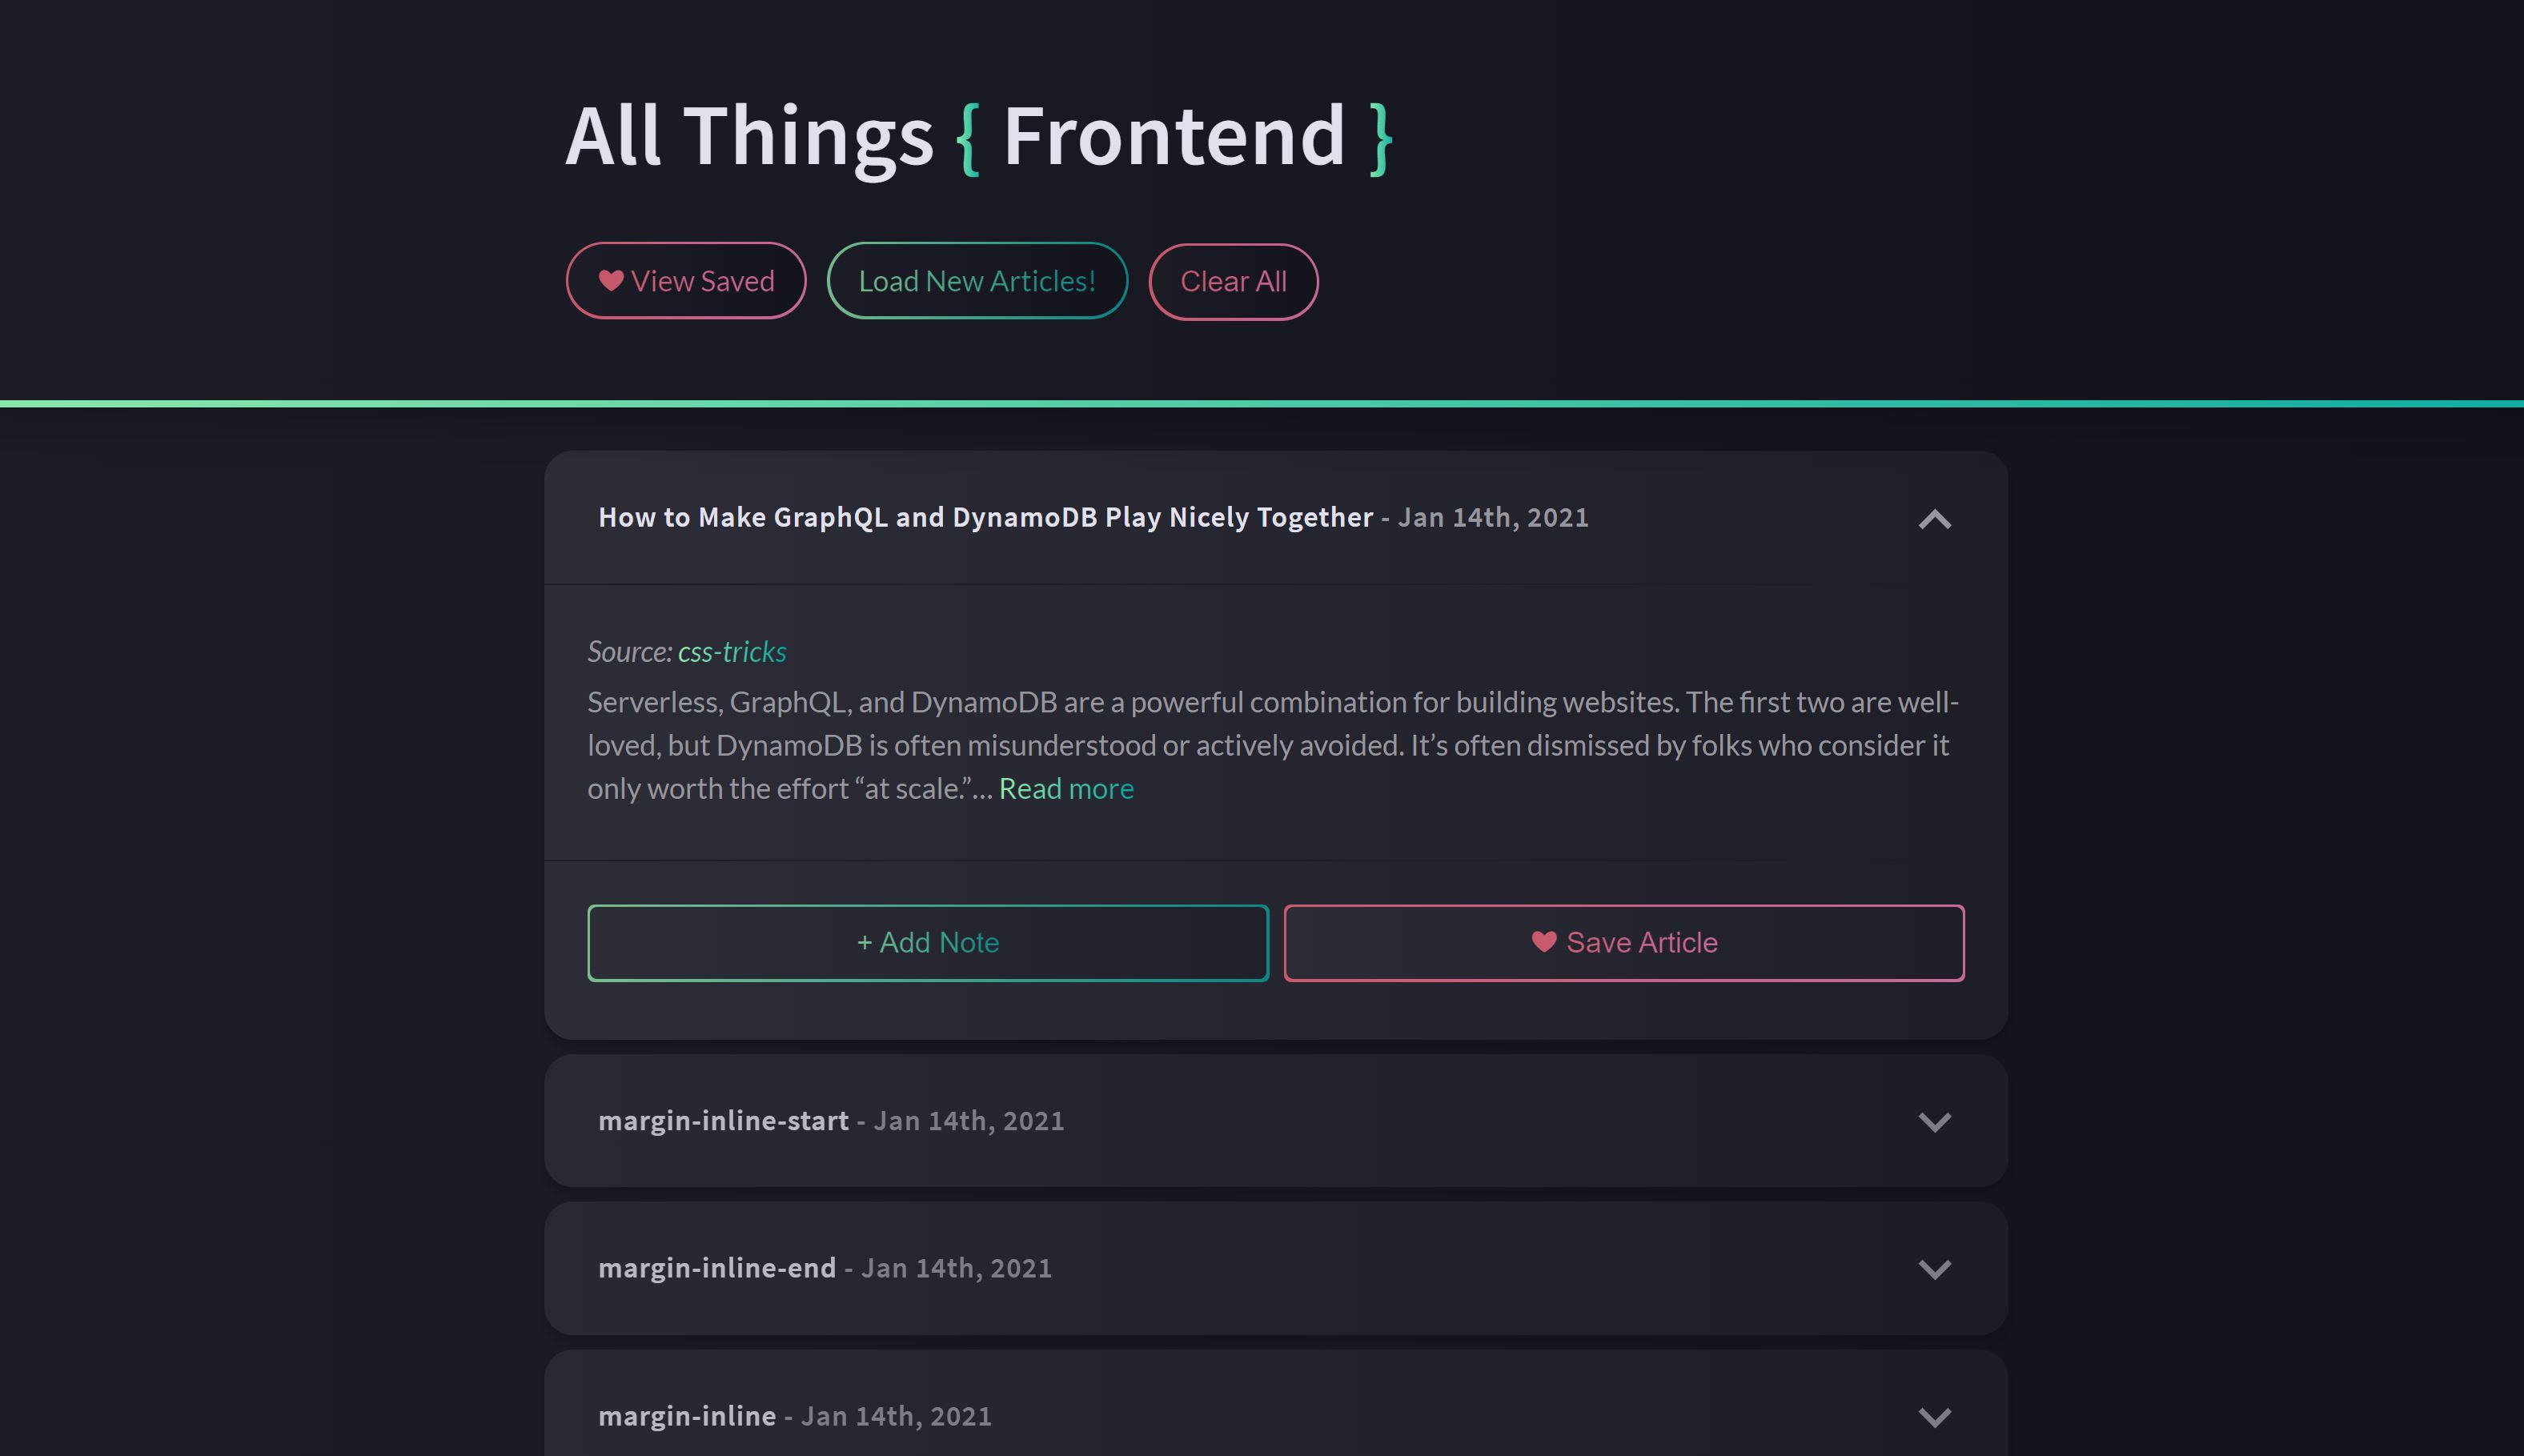 All Things { Frontend }
View Saved
Load New Articles!
Clear All
How to Make GraphQL and DynamoDB Play Nicely Together - Jan 14th, 2021
Source: css-tricks
Serverless, GraphQL, and DynamoDB are a powerful combination for building websites. The first two are well-
loved, but DynamoDB is often misunderstood or actively avoided. It’s often dismissed by folks who consider it
only worth the effort “at scale.”… Read more
+ Add Note
Save Article
margin-inline-start - Jan 14th, 2021
margin-inline-end - Jan 14th, 2021
margin-inline - Jan 14th, 2021